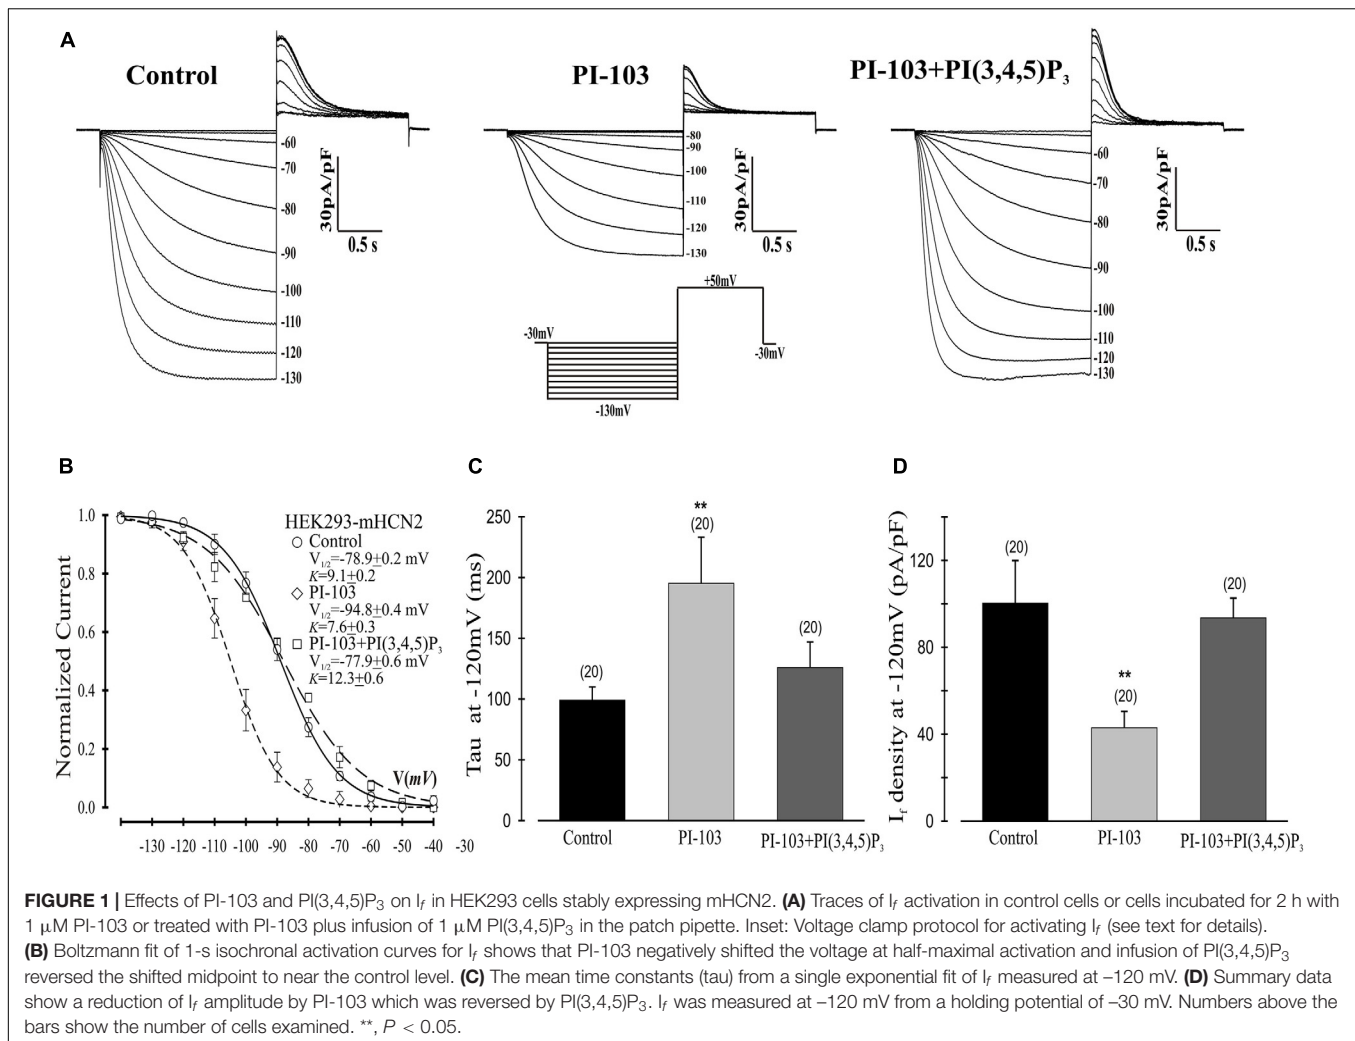 A
Control
PI-103
PI-103+PI(3,4,5)P3
-60
-70
-80
-90
-100
-110
-120
-130
30pA/pF
0.5 s
-80
-90
-100
-110
-120
-130
30pA/pF
0.5 s
-60
-70
-80
-90
-100
-110
-120
-130
30pA/pF
0.5 s
+50mV
-30mV
-30mV
-130mV
B
Normalized Current
1.0
0.8
0.6
0.4
0.2
0.0
HEK293-mHCN2
Control
V1/2=-78.9±0.2 mV
K=9.1±0.2
PI-103
V1/2=-94.8±0.4 mV
K=7.6±0.3
PI-103+PI(3,4,5)P3
V1/2=-77.9±0.6 mV
K=12.3±0.6
V(mV)
-130 -120 -110 -100 -90 -80 -70 -60 -50 -40 -30
C
Tau at -120mV (ms)
250
200
150
100
50
0
(20)
**
(20)
(20)
Control
PI-103
PI-103+PI(3,4,5)P3
D
If density at -120mV (pA/pF)
120
80
40
0
(20)
**
(20)
(20)
Control
PI-103
PI-103+PI(3,4,5)P3
FIGURE 1 | Effects of PI-103 and PI(3,4,5)P3 on If in HEK293 cells stably expressing mHCN2. (A) Traces of If activation in control cells or cells incubated for 2 h with
1 μM PI-103 or treated with PI-103 plus infusion of 1 μM PI(3,4,5)P3 in the patch pipette. Inset: Voltage clamp protocol for activating If (see text for details).
(B) Boltzmann fit of 1-s isochronal activation curves for If shows that PI-103 negatively shifted the voltage at half-maximal activation and infusion of PI(3,4,5)P3
reversed the shifted midpoint to near the control level. (C) The mean time constants (tau) from a single exponential fit of If measured at –120 mV. (D) Summary data
show a reduction of If amplitude by PI-103 which was reversed by PI(3,4,5)P3. If was measured at –120 mV from a holding potential of –30 mV. Numbers above the
bars show the number of cells examined. **, P < 0.05.